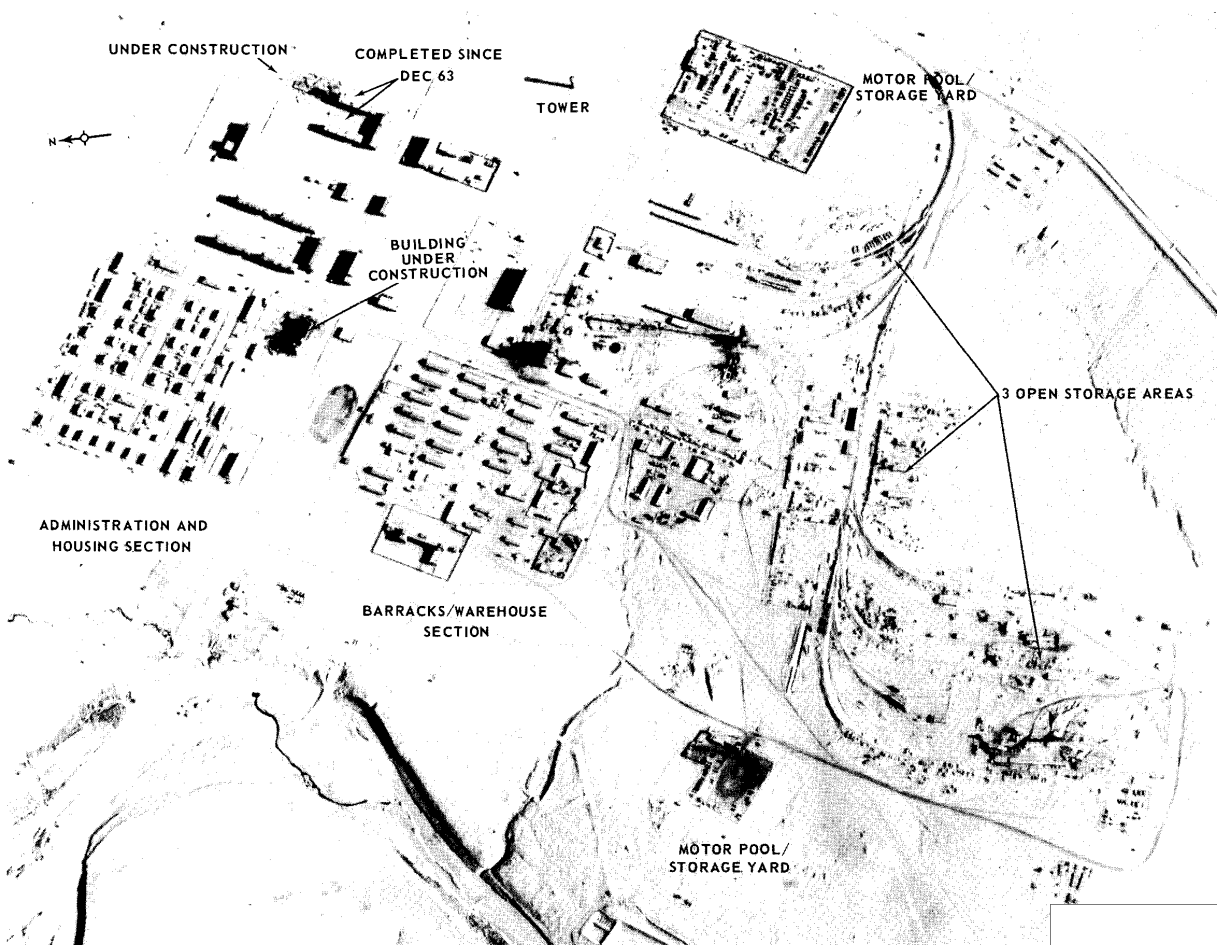 UNDER CONSTRUCTION
COMPLETED SINCE
DEC 63
TOWER
MOTOR POOL/
STORAGE YARD
N
BUILDING
UNDER
CONSTRUCTION
3 OPEN STORAGE AREAS
ADMINISTRATION AND
HOUSING SECTION
BARRACKS/WAREHOUSE
SECTION
MOTOR POOL/
STORAGE YARD